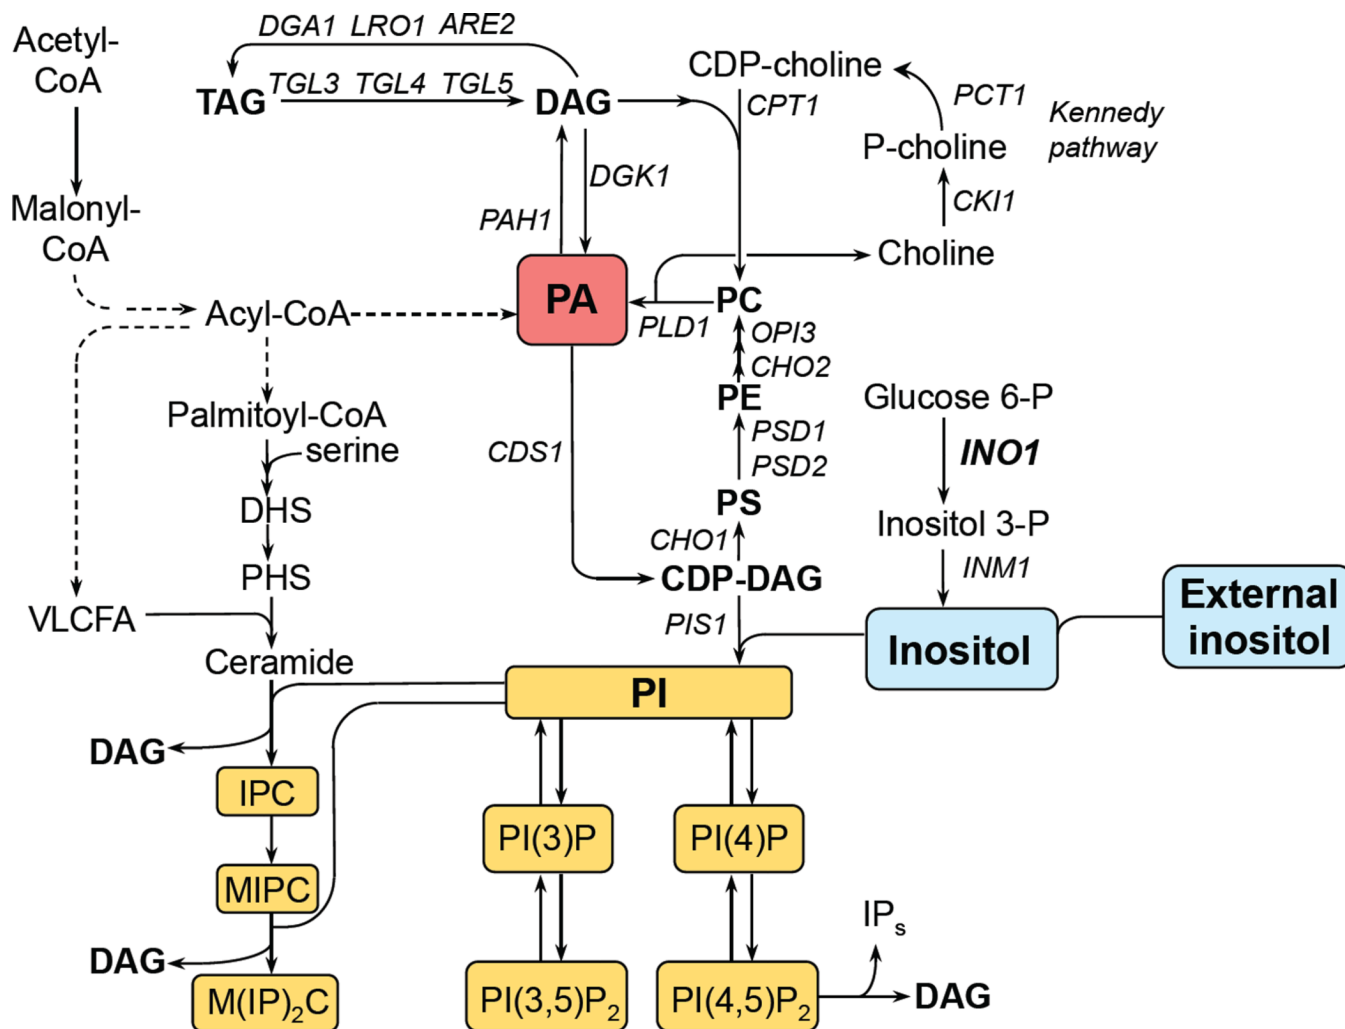 DGA1 LRO1 ARE2
Acetyl-
CoA
TAG
TGL3 TGL4 TGL5
DAG
CDP-choline
CPT1
PCT1
Kennedy
pathway
P-choline
CKI1
Choline
DGK1
PAH1
Malonyl-
CoA
Acyl-CoA
PA
PLD1
PC
OPI3
CHO2
PE
PSD1
PSD2
PS
CHO1
CDP-DAG
CDS1
PIS1
Glucose 6-P
INO1
Inositol 3-P
INM1
Inositol
External
inositol
Palmitoyl-CoA
serine
DHS
PHS
VLCFA
Ceramide
PI
DAG
IPC
MIPC
DAG
M(IP)₂C
PI(3)P
PI(4)P
PI(3,5)P₂
PI(4,5)P₂
IPₛ
DAG